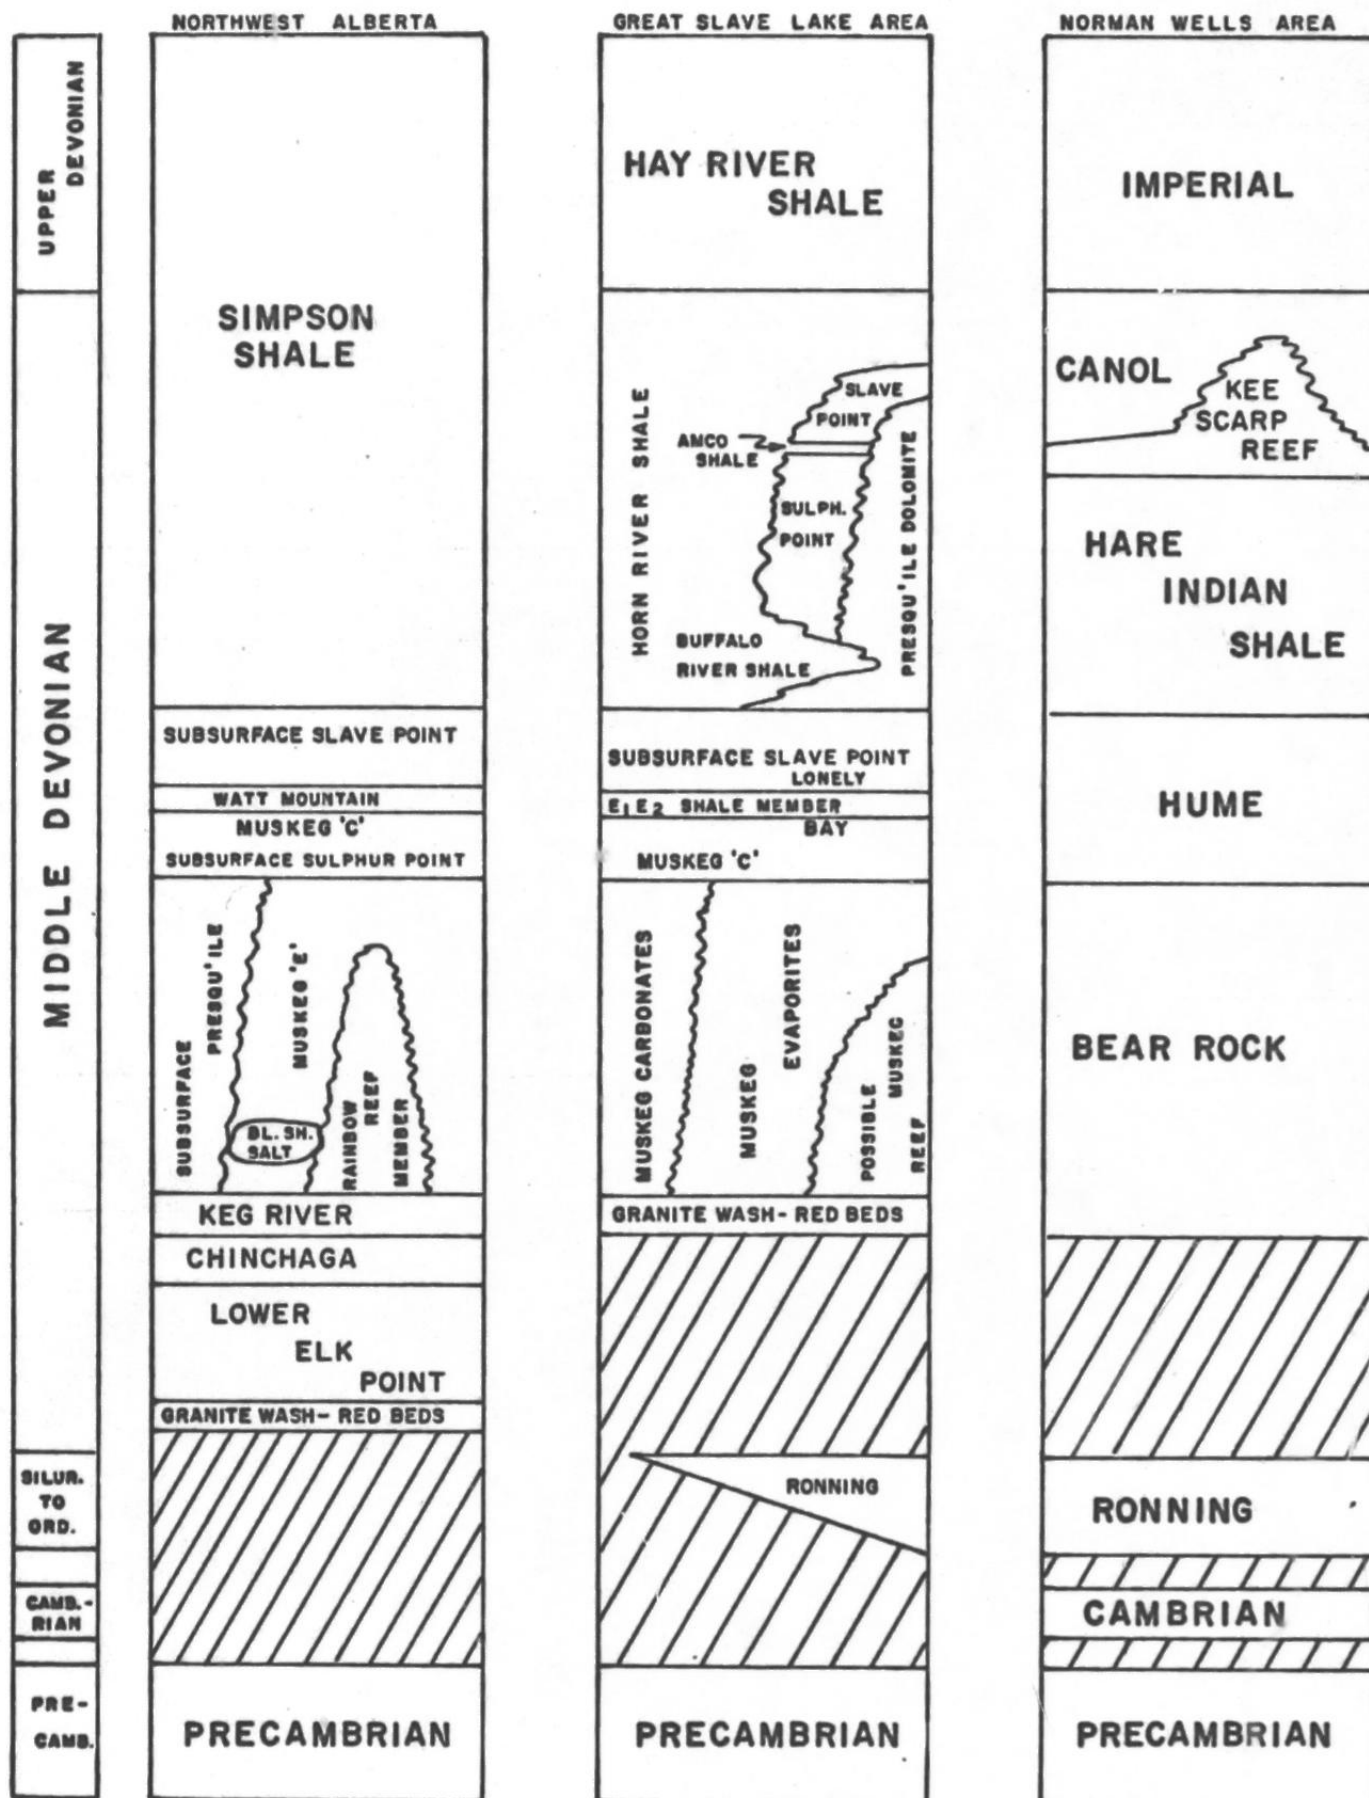 NORTHWEST ALBERTA
GREAT SLAVE LAKE AREA
NORMAN WELLS AREA
UPPER
DEVONIAN
MIDDLE DEVONIAN
SILUR.
TO
ORD.
CAMB.-
RIAN
PRE-
CAMB.
SIMPSON
SHALE
SUBSURFACE SLAVE POINT
WATT MOUNTAIN
MUSKEG 'C'
SUBSURFACE SULPHUR POINT
SUBSURFACE
PRESQU'ILE
MUSKEG 'E'
BL. SH.
SALT
RAINBOW
REEF
MEMBER
KEG RIVER
CHINCHAGA
LOWER
ELK
POINT
GRANITE WASH- RED BEDS
PRECAMBRIAN
HAY RIVER
SHALE
HORN RIVER SHALE
SLAVE
POINT
AMCO
SHALE
SULPH.
POINT
PRESQU'ILE DOLOMITE
BUFFALO
RIVER SHALE
SUBSURFACE SLAVE POINT
LONELY
E1 E2 SHALE MEMBER
BAY
MUSKEG 'C'
MUSKEG CARBONATES
MUSKEG
EVAPORITES
POSSIBLE
MUSKEG
REEF
GRANITE WASH- RED BEDS
RONNING
PRECAMBRIAN
IMPERIAL
CANOL
KEE
SCARP
REEF
HARE
INDIAN
SHALE
HUME
BEAR ROCK
RONNING
CAMBRIAN
PRECAMBRIAN